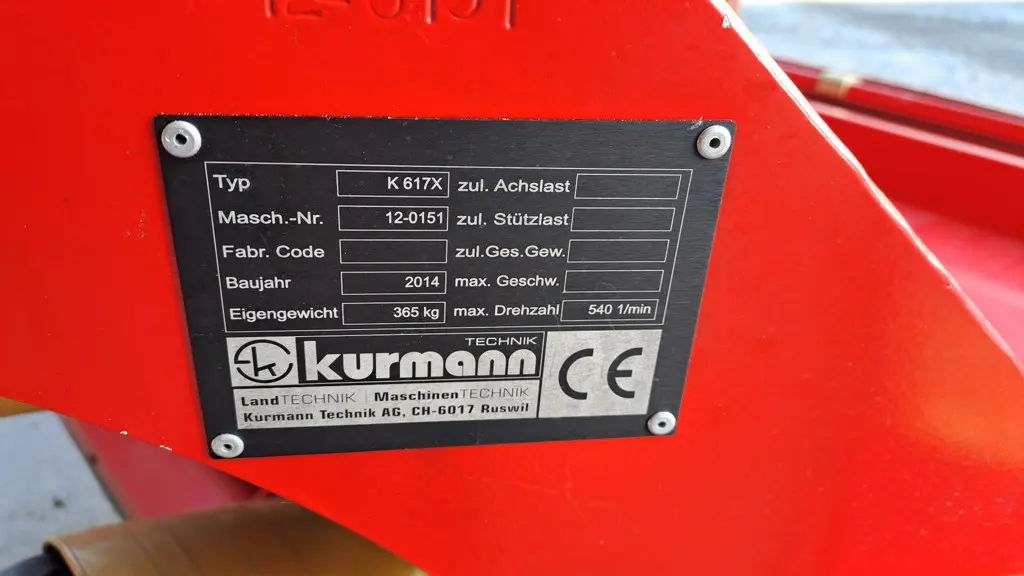 12-0151
Typ K 617X zul. Achslast
Masch.-Nr. 12-0151 zul. Stützlast
Fabr. Code zul.Ges.Gew.
Baujahr 2014 max. Geschw.
Eigengewicht 365 kg max. Drehzahl 540 1/min
TECHNIK
k kurmann
CE
LandTECHNIK | MaschinenTECHNIK
Kurmann Technik AG, CH-6017 Ruswil